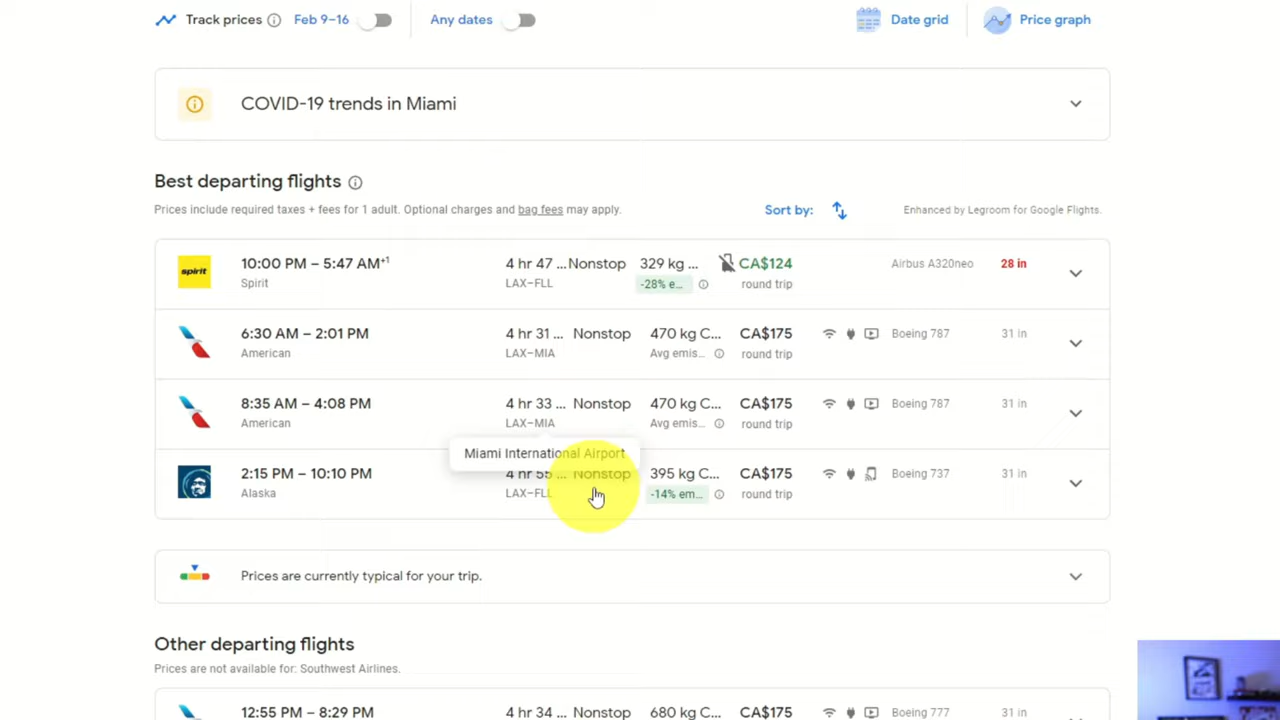 Track prices Feb 9–16 Any dates Date grid Price graph
COVID-19 trends in Miami
Best departing flights
Prices include required taxes + fees for 1 adult. Optional charges and bag fees may apply. Sort by: Enhanced by Legroom for Google Flights.
spirit 10:00 PM – 5:47 AM+1 4 hr 47 ... Nonstop 329 kg ... CA$124 Airbus A320neo 28 in
Spirit LAX–FLL -28% e... round trip
6:30 AM – 2:01 PM 4 hr 31 ... Nonstop 470 kg C... CA$175 Boeing 787 31 in
American LAX–MIA Avg emis... round trip
8:35 AM – 4:08 PM 4 hr 33 ... Nonstop 470 kg C... CA$175 Boeing 787 31 in
American LAX–MIA Avg emis... round trip
Miami International Airport
2:15 PM – 10:10 PM 4 hr 55 ... Nonstop 395 kg C... CA$175 Boeing 737 31 in
Alaska LAX–FLL -14% em... round trip
Prices are currently typical for your trip.
Other departing flights
Prices are not available for: Southwest Airlines.
12:55 PM – 8:29 PM 4 hr 34 ... Nonstop 680 kg C... CA$175 Boeing 777 31 in